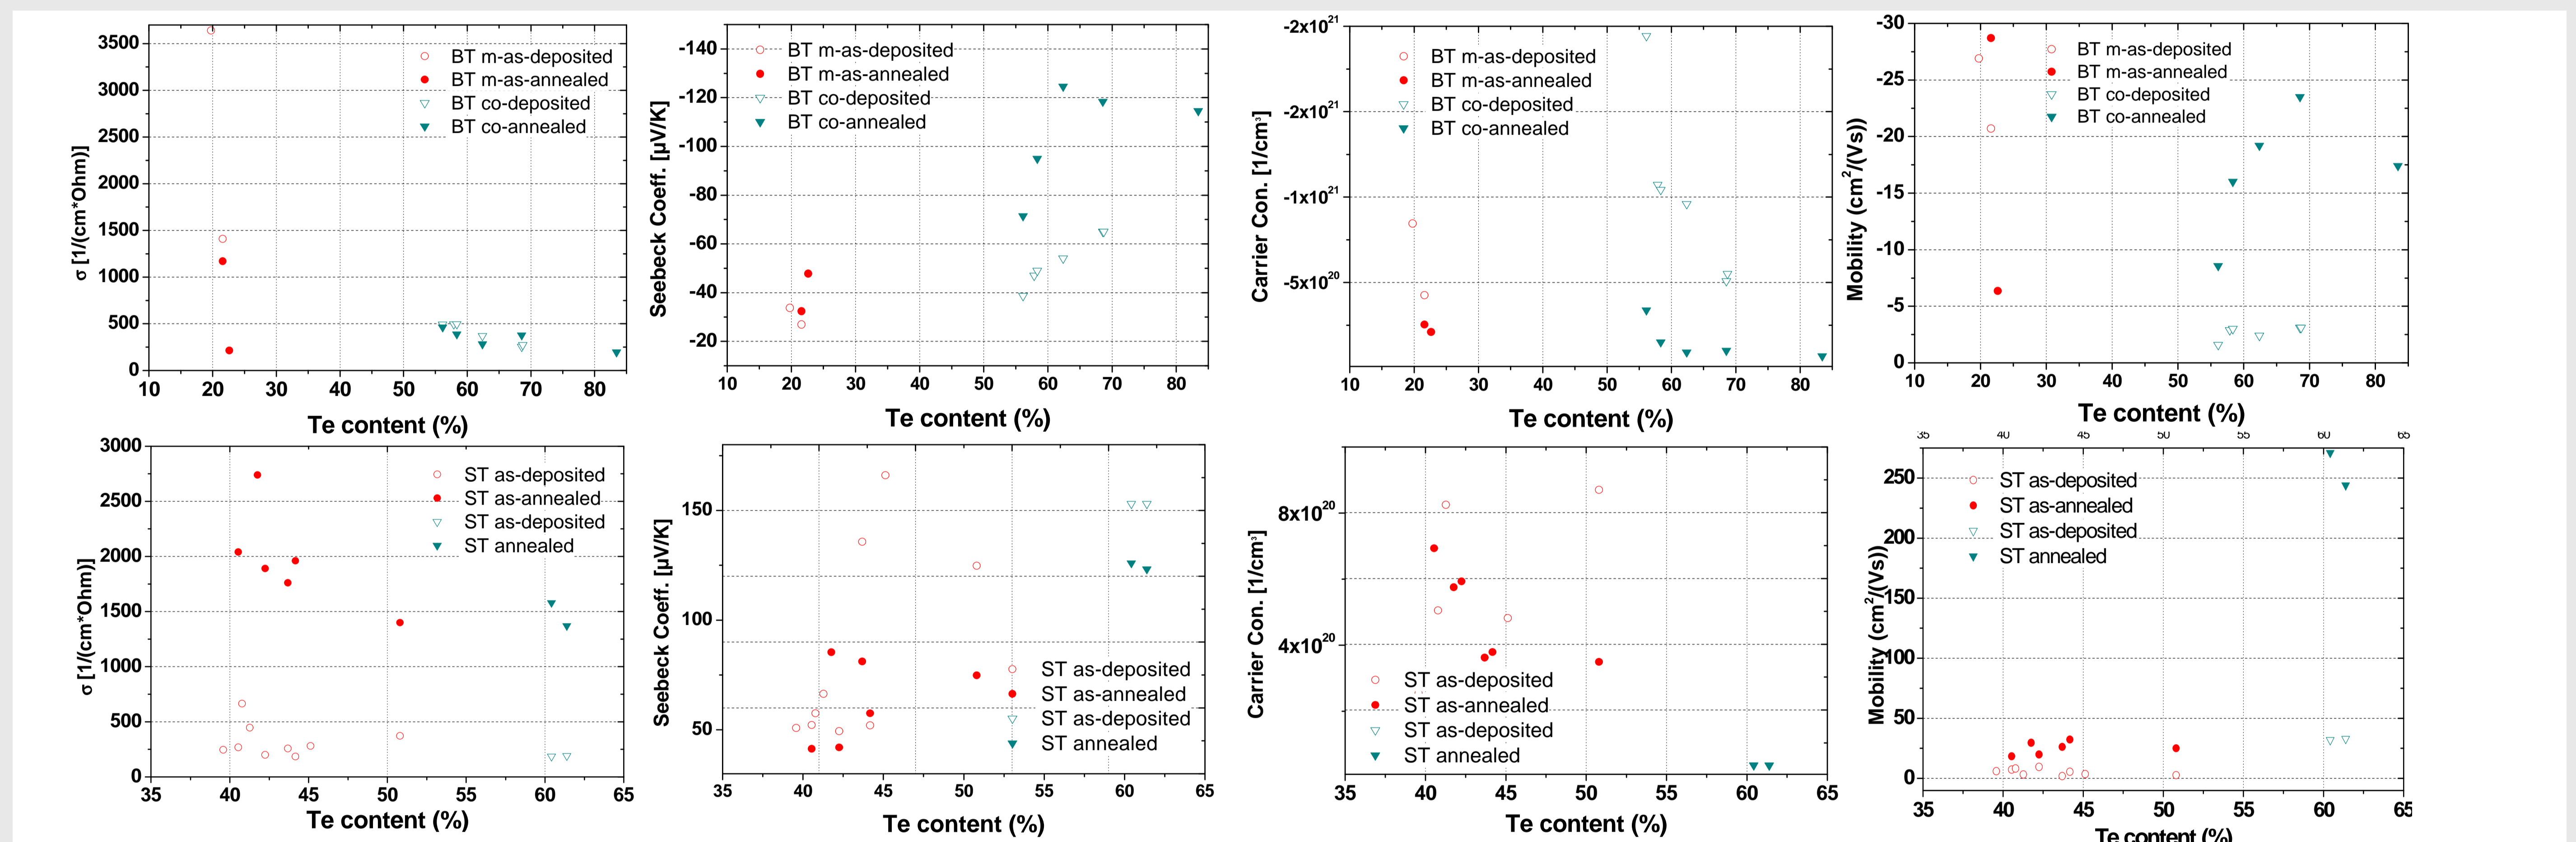 3500
3000
2500
2000
1500
1000
500
0
σ [1/(cm*Ohm)]
BT m-as-deposited
BT m-as-annealed
BT co-deposited
BT co-annealed
10 20 30 40 50 60 70 80
Te content (%)
-140
-120
-100
-80
-60
-40
-20
Seebeck Coeff. [µV/K]
BT m-as-deposited
BT m-as-annealed
BT co-deposited
BT co-annealed
10 20 30 40 50 60 70 80
Te content (%)
-2x10²¹
-2x10²¹
-1x10²¹
-5x10²⁰
Carrier Con. [1/cm³]
BT m-as-deposited
BT m-as-annealed
BT co-deposited
BT co-annealed
10 20 30 40 50 60 70 80
Te content (%)
-30
-25
-20
-15
-10
-5
0
Mobility (cm²/(Vs))
BT m-as-deposited
BT m-as-annealed
BT co-deposited
BT co-annealed
10 20 30 40 50 60 70 80
Te content (%)
3000
2500
2000
1500
1000
500
0
σ [1/(cm*Ohm)]
ST as-deposited
ST as-annealed
ST as-deposited
ST annealed
35 40 45 50 55 60 65
Te content (%)
150
100
50
Seebeck Coeff. [µV/K]
ST as-deposited
ST as-annealed
ST as-deposited
ST annealed
35 40 45 50 55 60 65
Te content (%)
8x10²⁰
4x10²⁰
Carrier Con. [1/cm³]
ST as-deposited
ST as-annealed
ST as-deposited
ST annealed
35 40 45 50 55 60 65
Te content (%)
35 40 45 50 55 60 65
250
200
150
100
50
0
Mobility (cm²/(Vs))
ST as-deposited
ST as-annealed
ST as-deposited
ST annealed
35 40 45 50 55 60 65
Te content (%)